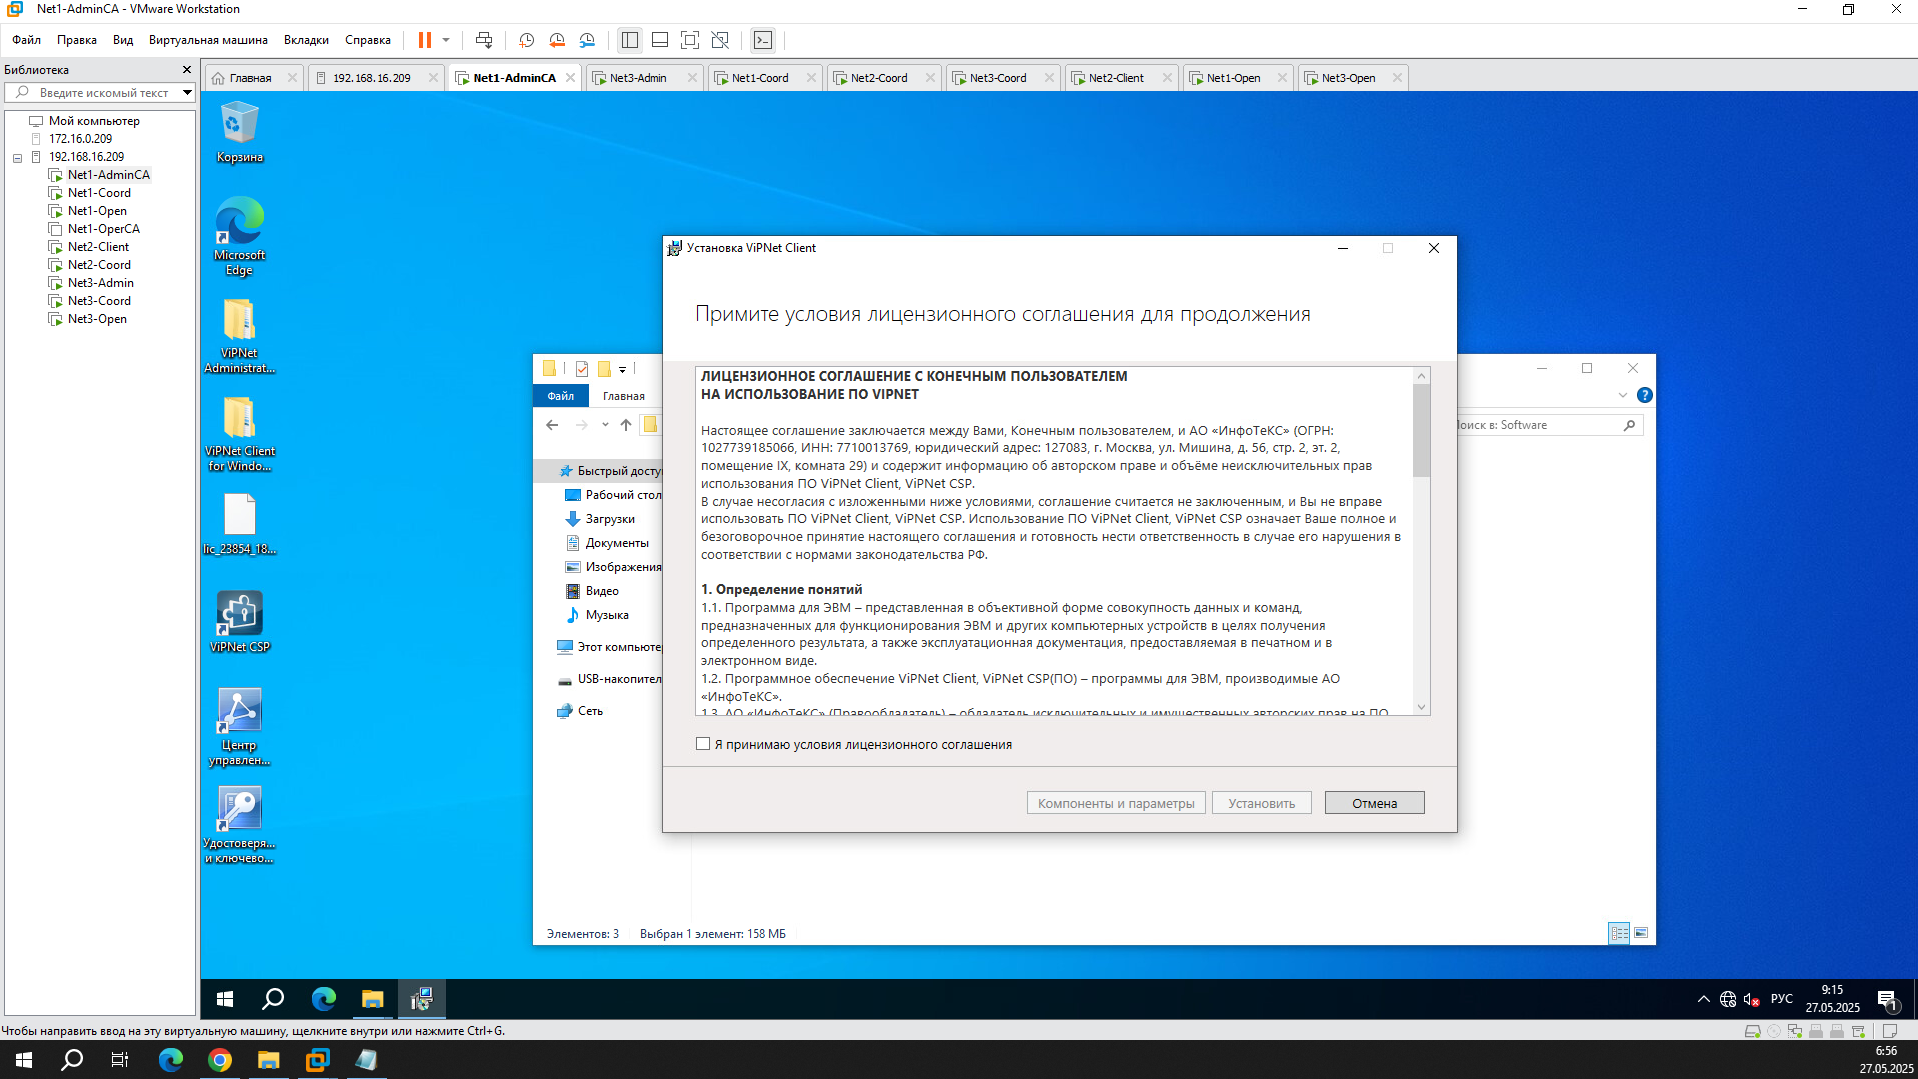 Net1-AdminCA - VMware Workstation
Файл Правка Вид Виртуальная машина Вкладки Справка
Библиотека
Введите искомый текст
Мой компьютер
172.16.0.209
192.168.16.209
Net1-AdminCA
Net1-Coord
Net1-Open
Net1-OperCA
Net2-Client
Net2-Coord
Net3-Admin
Net3-Coord
Net3-Open
Главная 192.168.16.209 Net1-AdminCA Net3-Admin Net1-Coord Net2-Coord Net3-Coord Net2-Client Net1-Open Net3-Open
Корзина
Microsoft
Edge
ViPNet
Administrat...
ViPNet Client
for Windo...
lic_23854_18...
ViPNet CSP
Центр
управлен...
Удостоверя...
и ключево...
Файл Главная
Поиск в: Software
Быстрый досту
Рабочий стол
Загрузки
Документы
Изображения
Видео
Музыка
Этот компьюте
USB-накопител
Сеть
Элементов: 3 Выбран 1 элемент: 158 МБ
Установка ViPNet Client
Примите условия лицензионного соглашения для продолжения
ЛИЦЕНЗИОННОЕ СОГЛАШЕНИЕ С КОНЕЧНЫМ ПОЛЬЗОВАТЕЛЕМ
НА ИСПОЛЬЗОВАНИЕ ПО VIPNET
Настоящее соглашение заключается между Вами, Конечным пользователем, и АО «ИнфоТеКС» (ОГРН:
1027739185066, ИНН: 7710013769, юридический адрес: 127083, г. Москва, ул. Мишина, д. 56, стр. 2, эт. 2,
помещение IX, комната 29) и содержит информацию об авторском праве и объёме неисключительных прав
использования ПО ViPNet Client, ViPNet CSP.
В случае несогласия с изложенными ниже условиями, соглашение считается не заключенным, и Вы не вправе
использовать ПО ViPNet Client, ViPNet CSP. Использование ПО ViPNet Client, ViPNet CSP означает Ваше полное и
безоговорочное принятие настоящего соглашения и готовность нести ответственность в случае его нарушения в
соответствии с нормами законодательства РФ.
1. Определение понятий
1.1. Программа для ЭВМ – представленная в объективной форме совокупность данных и команд,
предназначенных для функционирования ЭВМ и других компьютерных устройств в целях получения
определенного результата, а также эксплуатационная документация, предоставляемая в печатном и в
электронном виде.
1.2. Программное обеспечение ViPNet Client, ViPNet CSP(ПО) – программы для ЭВМ, производимые АО
«ИнфоТеКС».
1.3. АО «ИнфоТеКС» (Правообладатель) – обладатель исключительных и имущественных авторских прав на ПО
Я принимаю условия лицензионного соглашения
Компоненты и параметры Установить Отмена
РУС
9:15
27.05.2025
1
Чтобы направить ввод на эту виртуальную машину, щелкните внутри или нажмите Ctrl+G.
6:56
27.05.2025